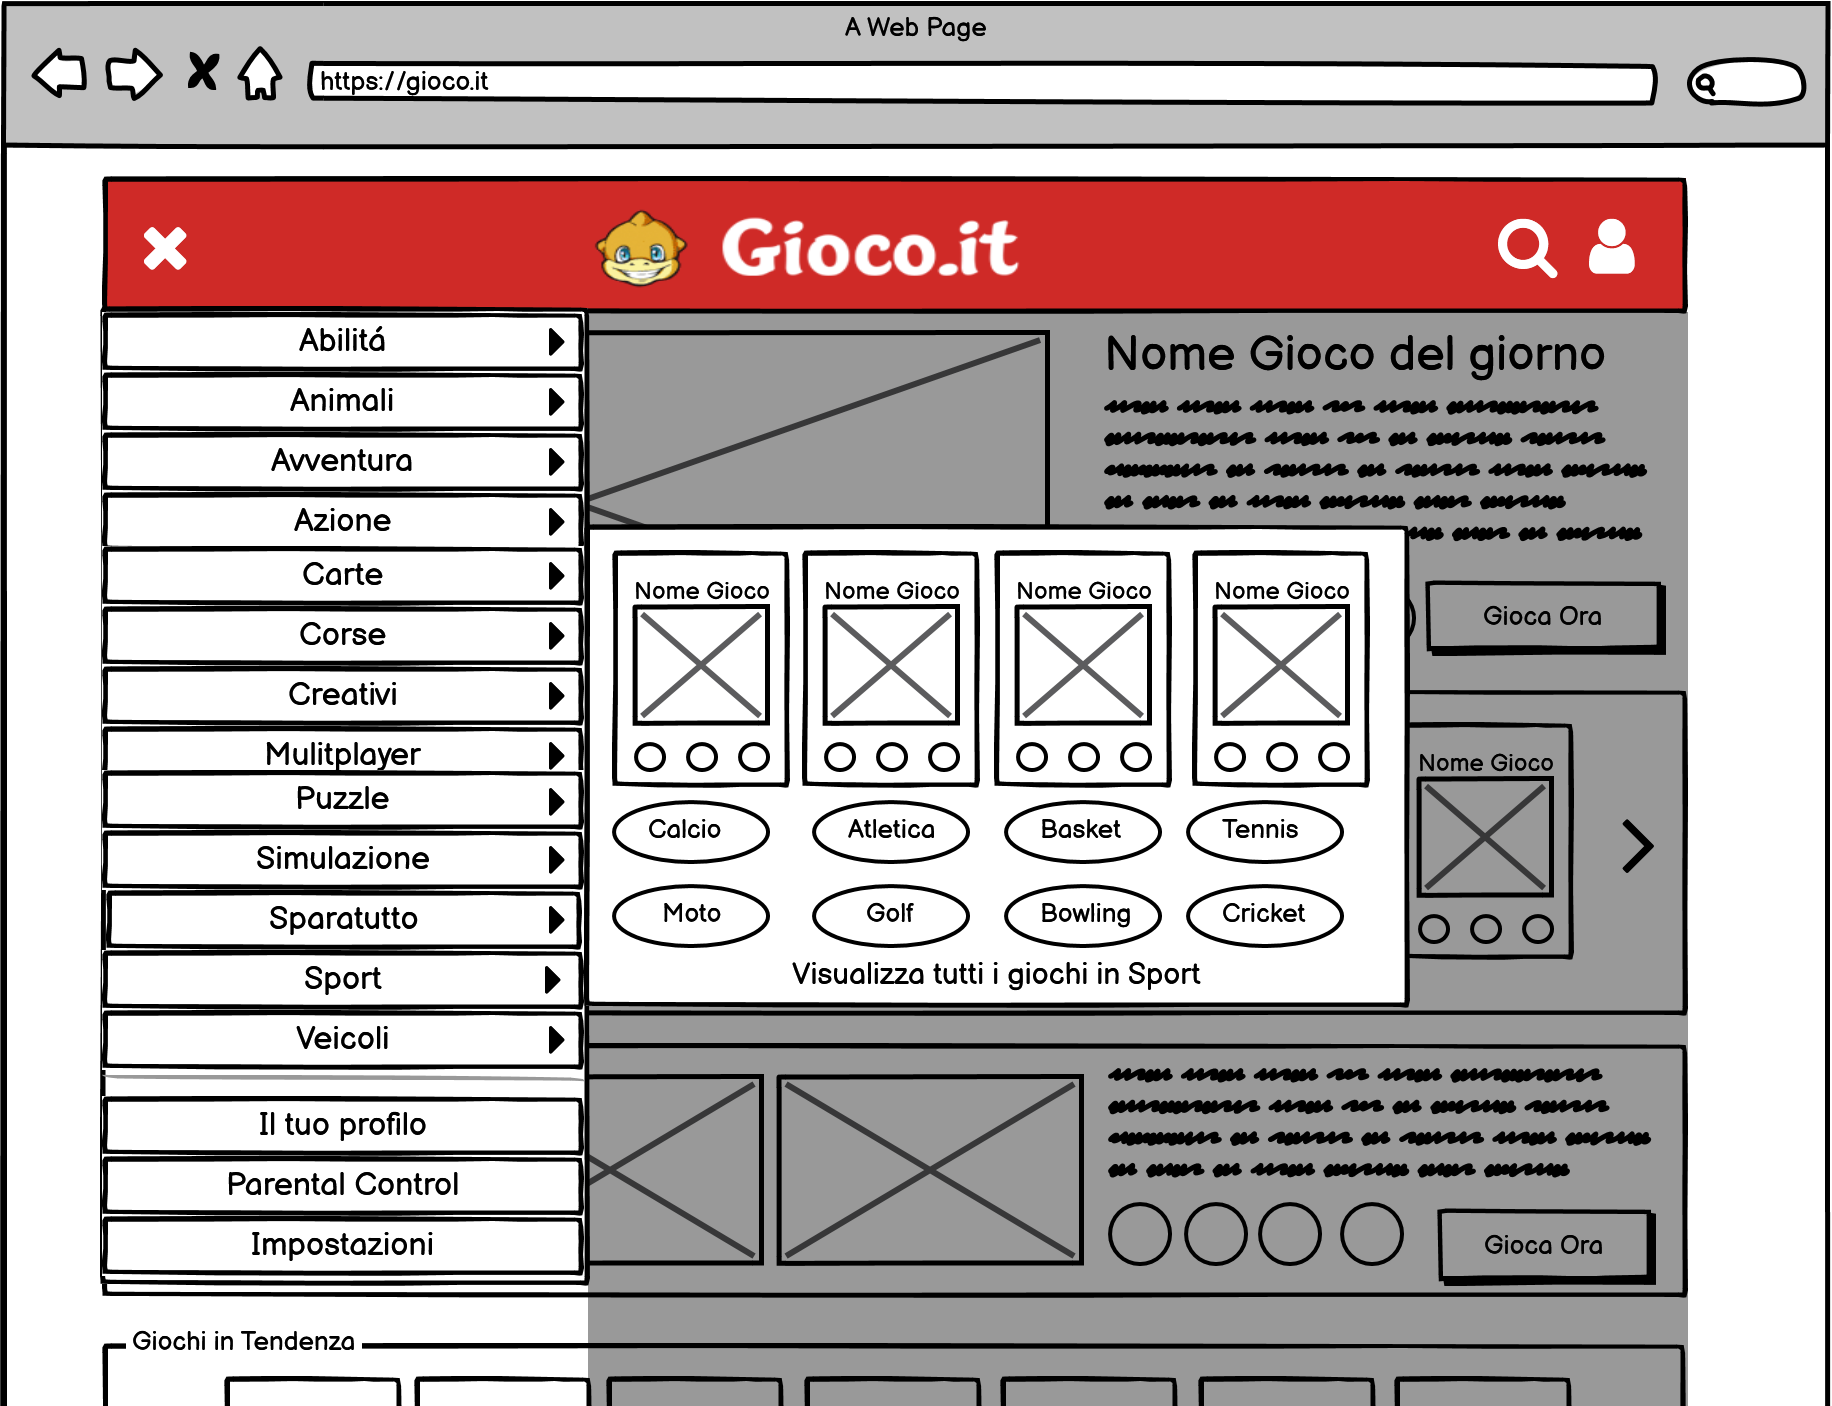 A Web Page
https://gioco.it
Gioco.it
Abilitá
Animali
Avventura
Azione
Carte
Corse
Creativi
Mulitplayer
Puzzle
Simulazione
Sparatutto
Sport
Veicoli
Il tuo profilo
Parental Control
Impostazioni
Nome Gioco del giorno
Gioca Ora
Nome Gioco Nome Gioco Nome Gioco Nome Gioco
Calcio Atletica Basket Tennis
Moto Golf Bowling Cricket
Visualizza tutti i giochi in Sport
Nome Gioco
Gioca Ora
Giochi in Tendenza